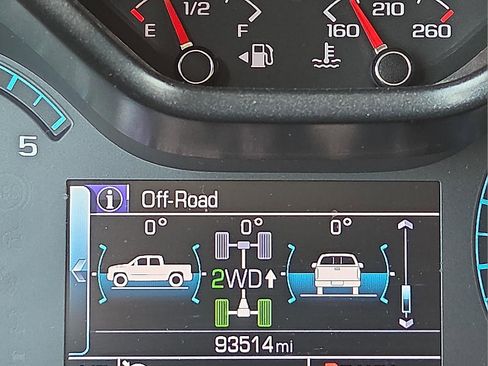 1/2
E F
160 210 260
5
i Off-Road
0° 0° 0°
2WD
93514 mi